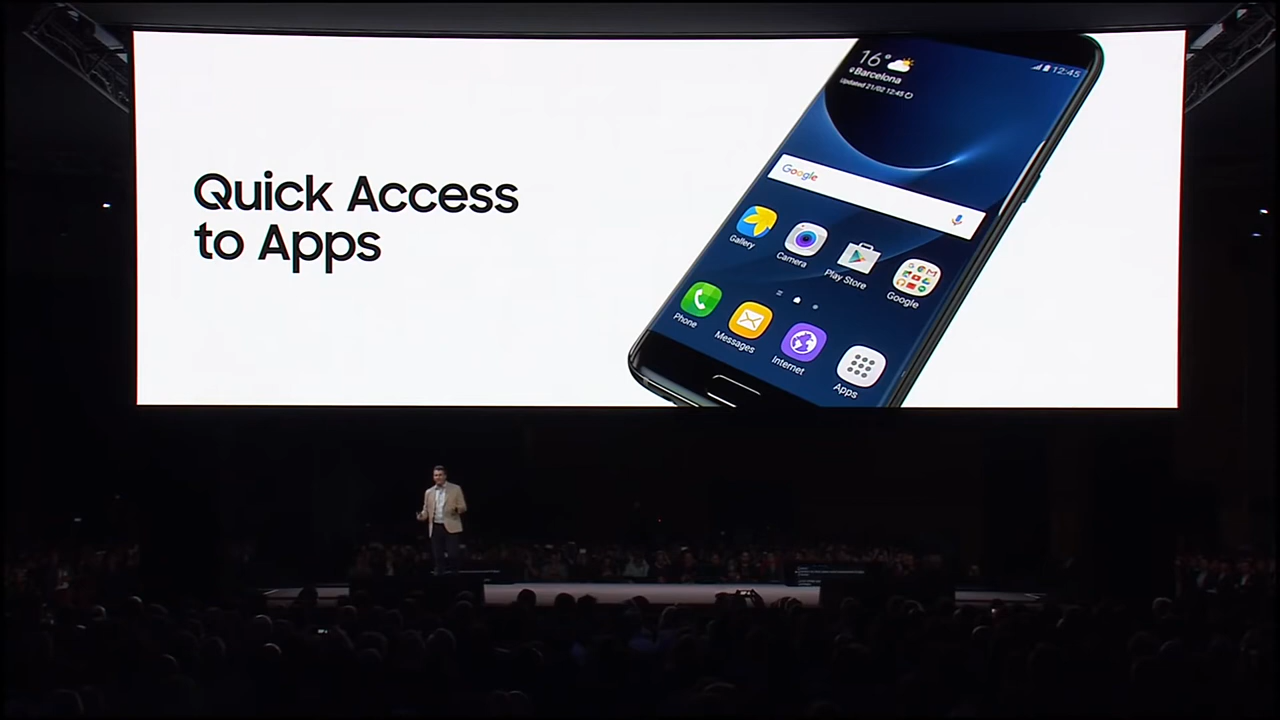 Quick Access
to Apps
16°
Barcelona
Updated 21/02 12:45
12:45
Google
Gallery
Camera
Play Store
Google
Phone
Messages
Internet
Apps